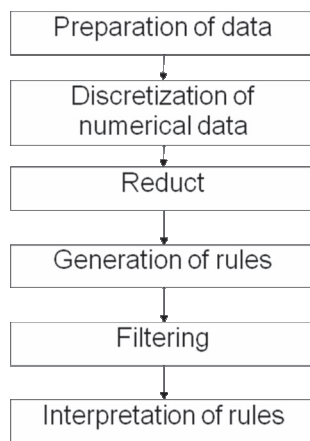 Preparation of data
Discretization of
numerical data
Reduct
Generation of rules
Filtering
Interpretation of rules